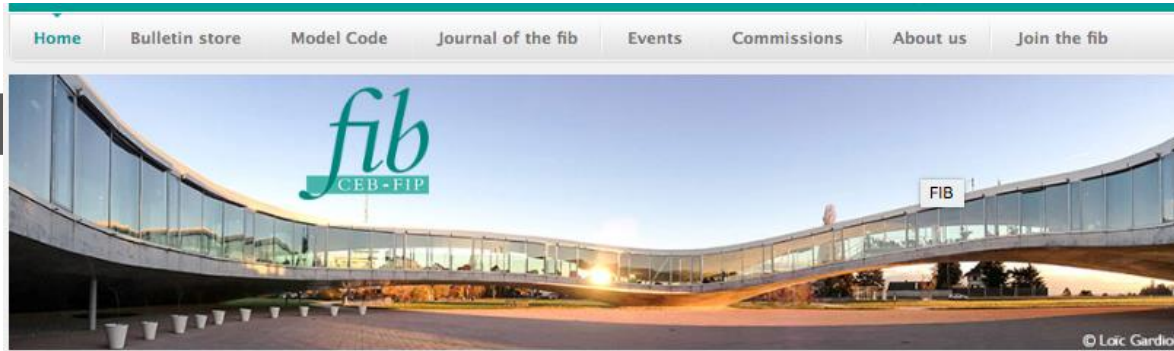 Home Bulletin store Model Code Journal of the fib Events Commissions About us Join the fib
fib
CEB-FIP
FIB
© Loïc Gardio